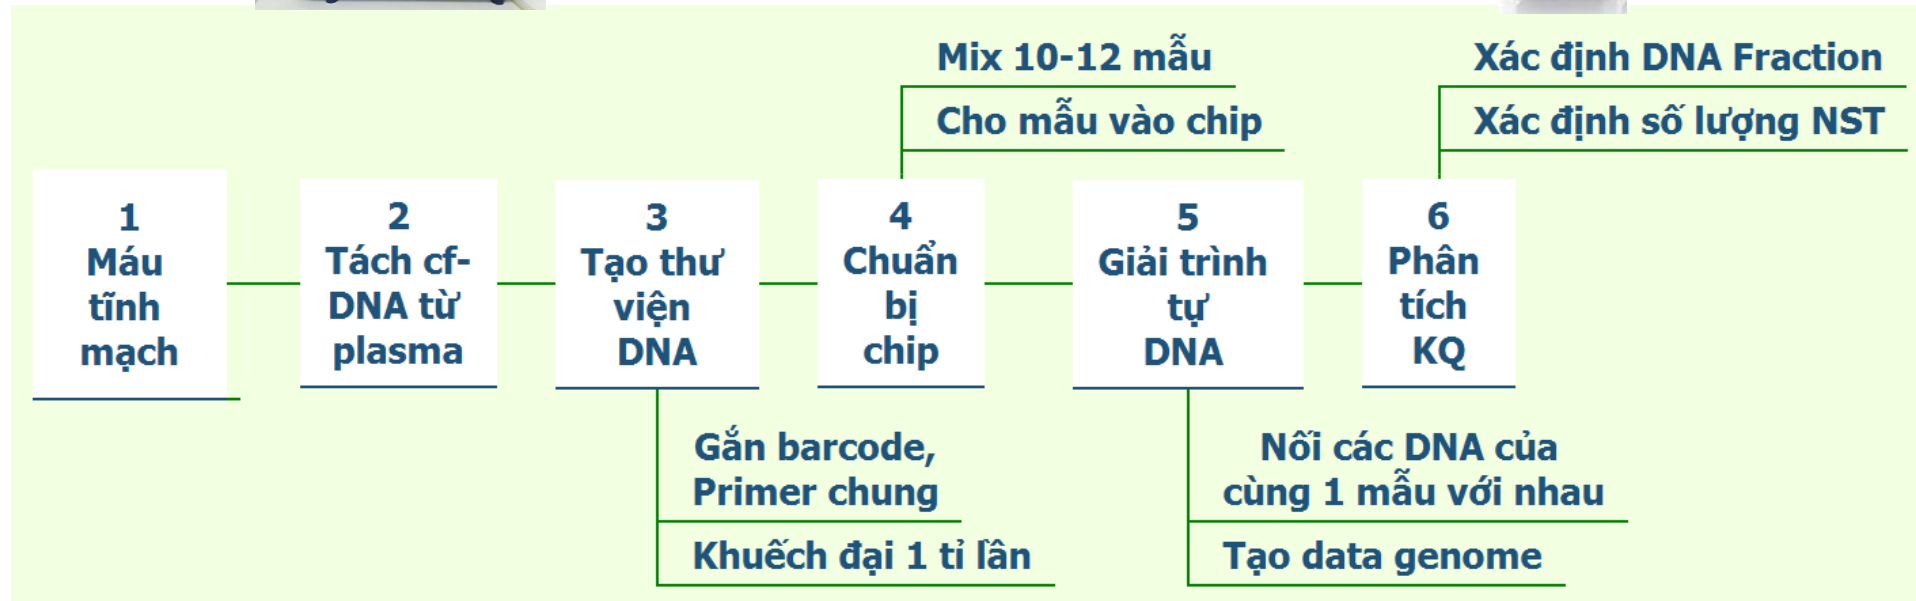 Mix 10-12 mẫu
Cho mẫu vào chip
Xác định DNA Fraction
Xác định số lượng NST
1
Máu
tĩnh
mạch
2
Tách cf-
DNA từ
plasma
3
Tạo thư
viện
DNA
4
Chuẩn
bị
chip
5
Giải trình
tự
DNA
6
Phân
tích
KQ
Gắn barcode,
Primer chung
Khuếch đại 1 tỉ lần
Nối các DNA của
cùng 1 mẫu với nhau
Tạo data genome